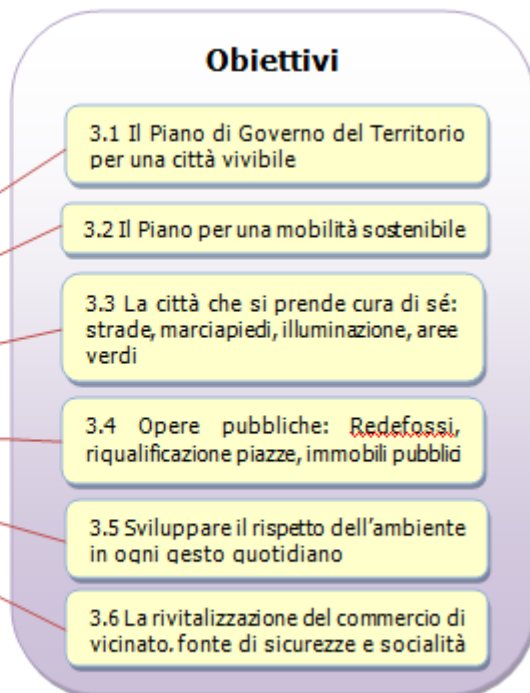 Obiettivi
3.1 Il Piano di Governo del Territorio
per una città vivibile
3.2 Il Piano per una mobilità sostenibile
3.3 La città che si prende cura di sé:
strade, marciapiedi, illuminazione, aree
verdi
3.4 Opere pubbliche: Redefossi,
riqualificazione piazze, immobili pubblici
3.5 Sviluppare il rispetto dell'ambiente
in ogni gesto quotidiano
3.6 La rivitalizzazione del commercio di
vicinato, fonte di sicurezze e socialità